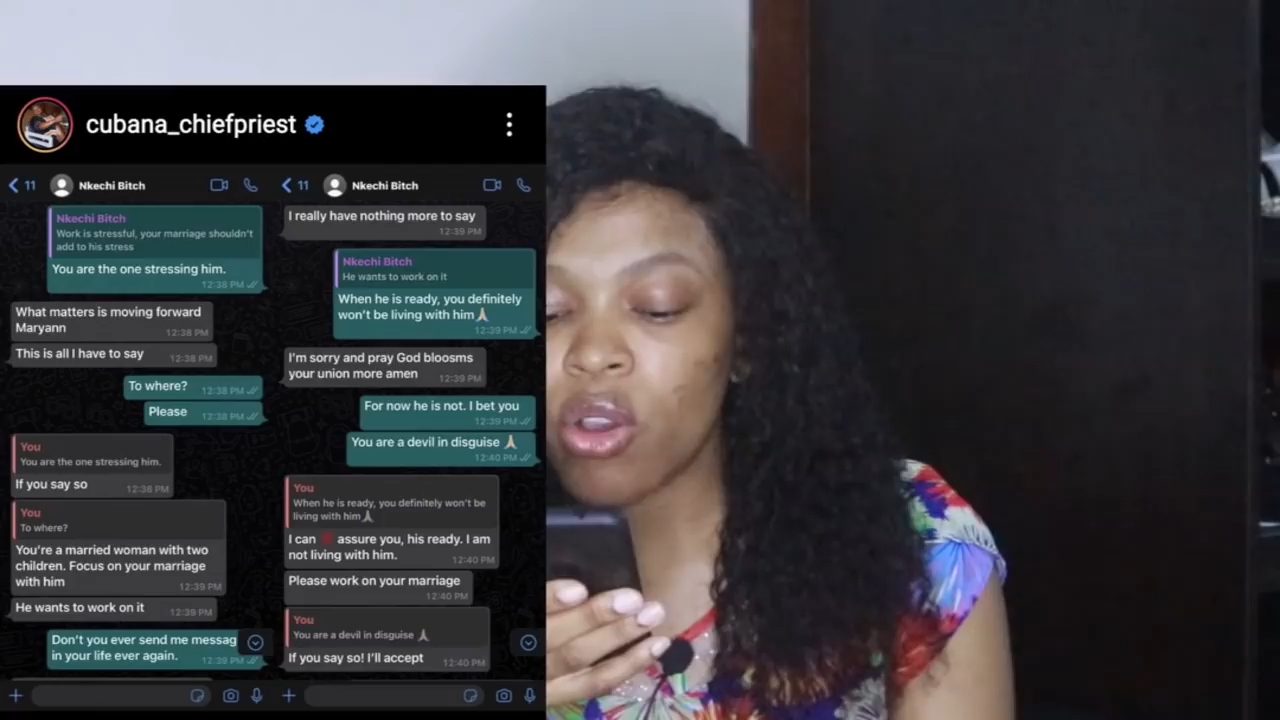 cubana_chiefpriest
11 Nkechi Bitch
Nkechi Bitch
Work is stressful, your marriage shouldn't
add to his stress
You are the one stressing him.
12:38 PM
What matters is moving forward
Maryann
12:38 PM
This is all I have to say 12:38 PM
To where? 12:38 PM
Please 12:38 PM
You
You are the one stressing him.
If you say so 12:38 PM
You
To where?
You're a married woman with two
children. Focus on your marriage
with him 12:39 PM
He wants to work on it 12:39 PM
Don't you ever send me messag
in your life ever again. 12:39 PM
11 Nkechi Bitch
I really have nothing more to say
12:39 PM
Nkechi Bitch
He wants to work on it
When he is ready, you definitely
won't be living with him🙏
12:39 PM
I'm sorry and pray God bloosms
your union more amen 12:39 PM
For now he is not. I bet you
12:39 PM
You are a devil in disguise 🙏
12:40 PM
You
When he is ready, you definitely won't be
living with him🙏
I can assure you, his ready. I am
not living with him. 12:40 PM
Please work on your marriage
12:40 PM
You
You are a devil in disguise 🙏
If you say so! I'll accept 12:40 PM